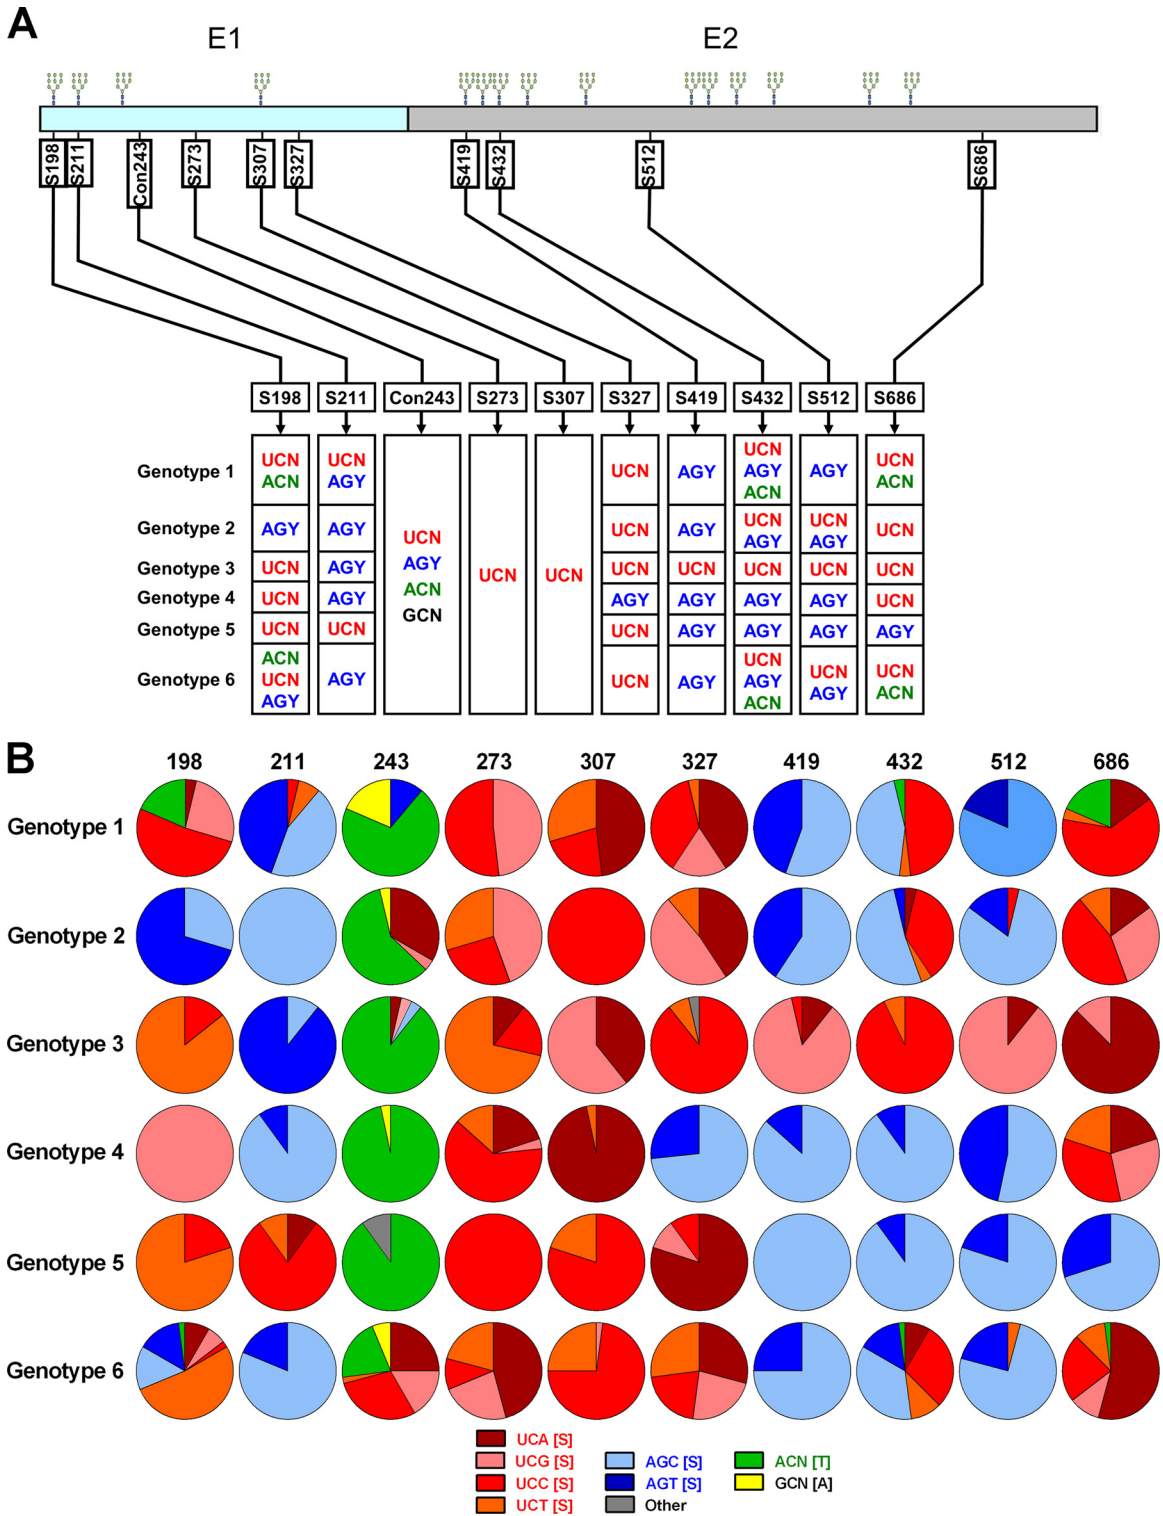 A
E1 E2
S198 S211 Con243 S273 S307 S327 S419 S432 S512 S686
S198 S211 Con243 S273 S307 S327 S419 S432 S512 S686
Genotype 1 UCN ACN UCN AGY UCN AGY UCN AGY ACN AGY UCN ACN
Genotype 2 AGY AGY UCN AGY UCN AGY UCN AGY UCN
UCN AGY ACN GCN UCN UCN
Genotype 3 UCN AGY UCN UCN UCN UCN UCN
Genotype 4 UCN AGY AGY AGY AGY AGY UCN
Genotype 5 UCN UCN UCN AGY AGY AGY AGY
Genotype 6 ACN UCN AGY AGY UCN AGY UCN AGY ACN UCN AGY UCN ACN
B
198 211 243 273 307 327 419 432 512 686
Genotype 1
Genotype 2
Genotype 3
Genotype 4
Genotype 5
Genotype 6
UCA [S]
UCG [S] AGC [S] ACN [T]
UCC [S] AGT [S] GCN [A]
UCT [S] Other